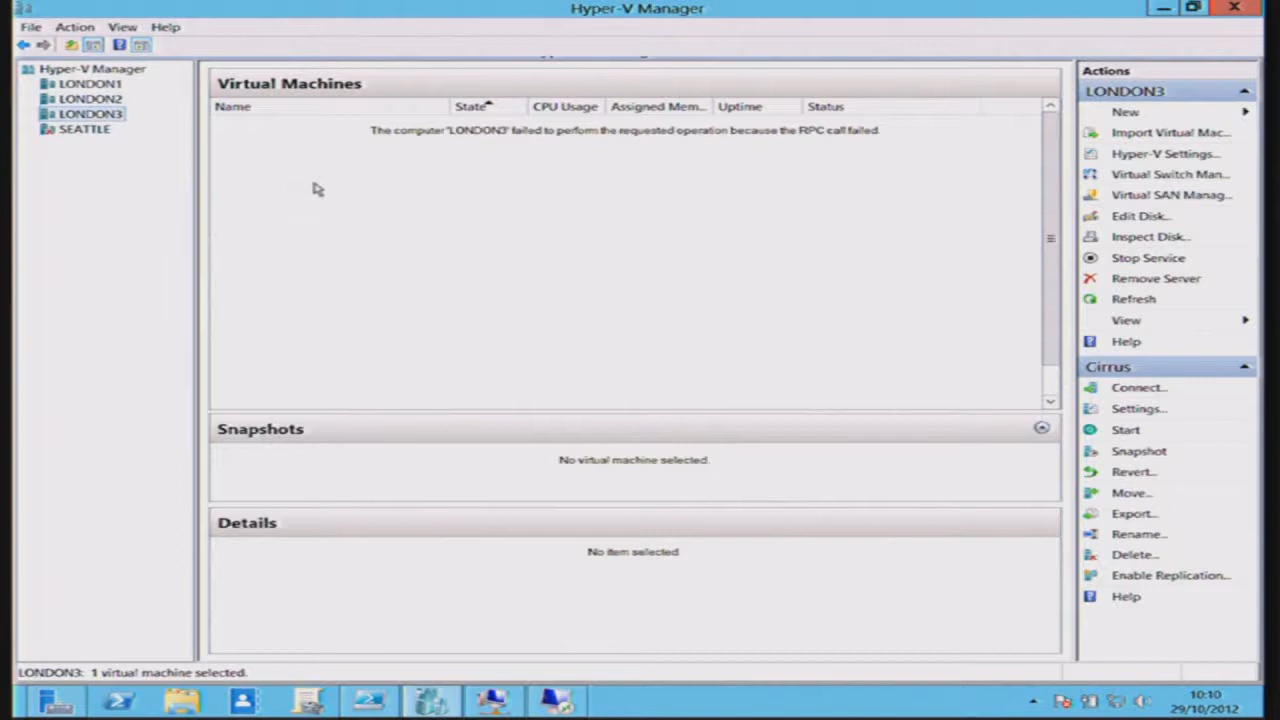 Hyper-V Manager
File Action View Help
Hyper-V Manager
LONDON1
LONDON2
LONDON3
SEATTLE
Virtual Machines
Name State CPU Usage Assigned Mem... Uptime Status
The computer 'LONDON3' failed to perform the requested operation because the RPC call failed.
Snapshots
No virtual machine selected.
Details
No item selected
Actions
LONDON3
New
Import Virtual Mac...
Hyper-V Settings...
Virtual Switch Man...
Virtual SAN Manag...
Edit Disk...
Inspect Disk...
Stop Service
Remove Server
Refresh
View
Help
Cirrus
Connect...
Settings...
Start
Snapshot
Revert...
Move...
Export...
Rename...
Delete...
Enable Replication...
Help
LONDON3: 1 virtual machine selected.
10:10
29/10/2012